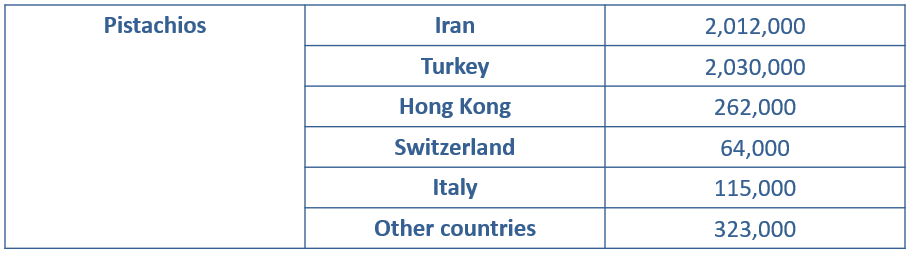 Pistachios Iran 2,012,000
Turkey 2,030,000
Hong Kong 262,000
Switzerland 64,000
Italy 115,000
Other countries 323,000